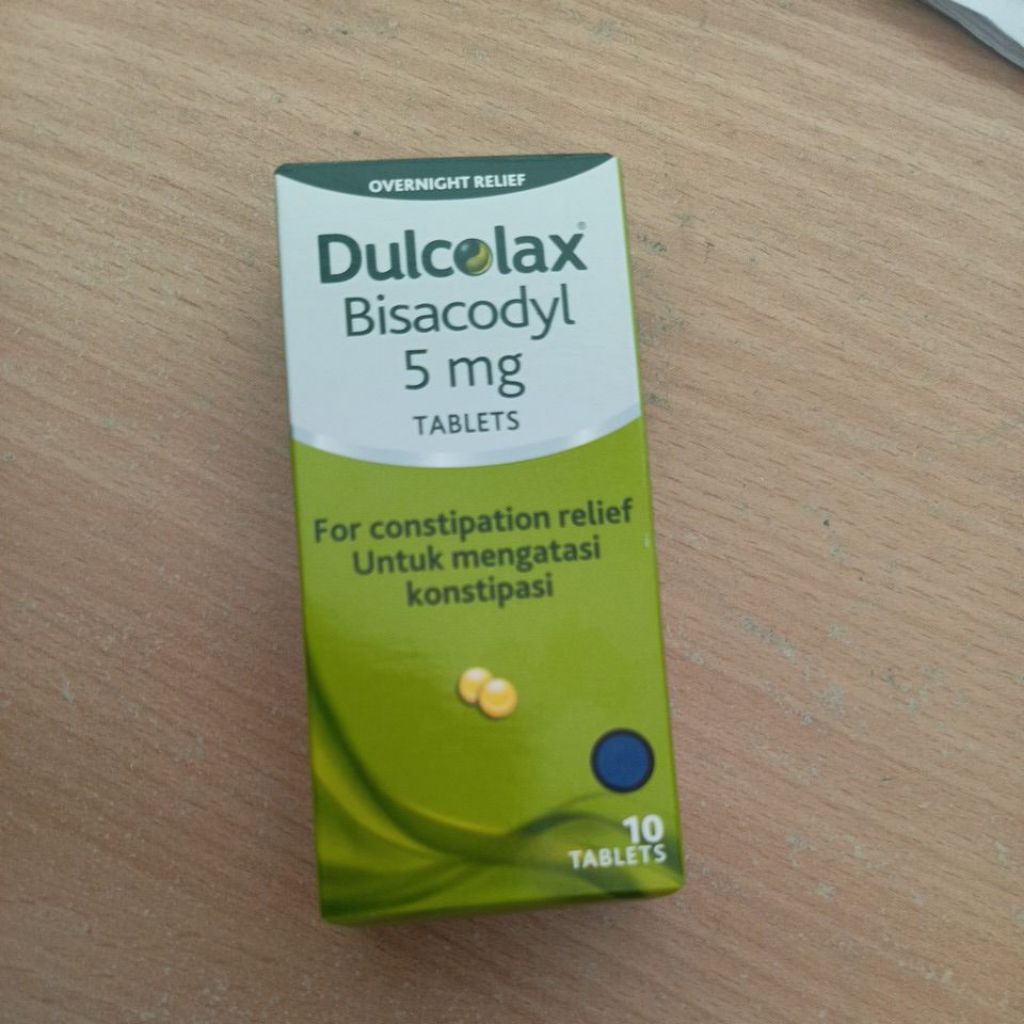 OVERNIGHT RELIEF
Dulcolax®
Bisacodyl
5 mg
TABLETS
For constipation relief
Untuk mengatasi
konstipasi
10
TABLETS